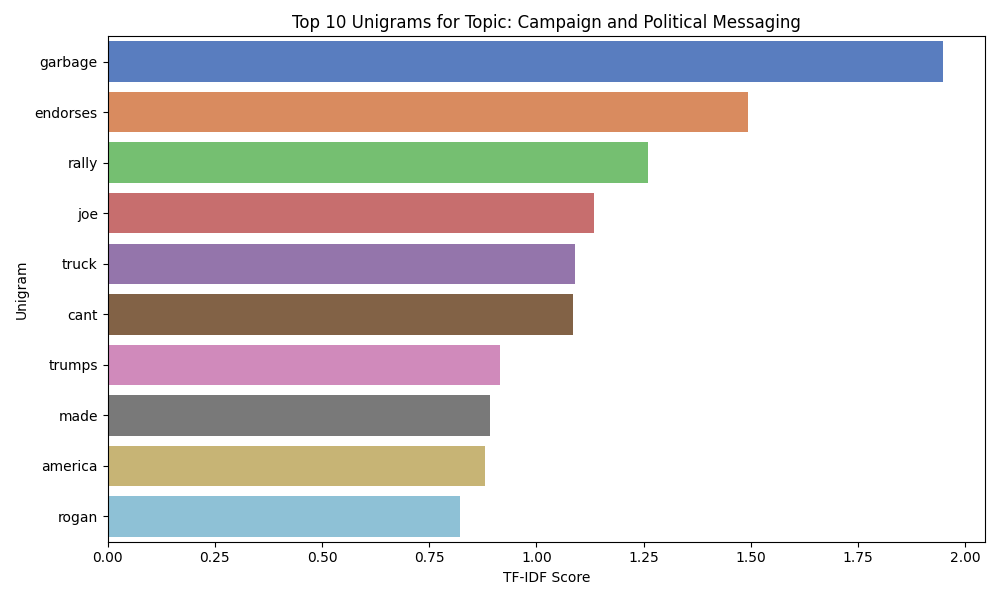 Top 10 Unigrams for Topic: Campaign and Political Messaging
garbage
endorses
rally
joe
truck
cant
trumps
made
america
rogan
Unigram
0.00 0.25 0.50 0.75 1.00 1.25 1.50 1.75 2.00
TF-IDF Score